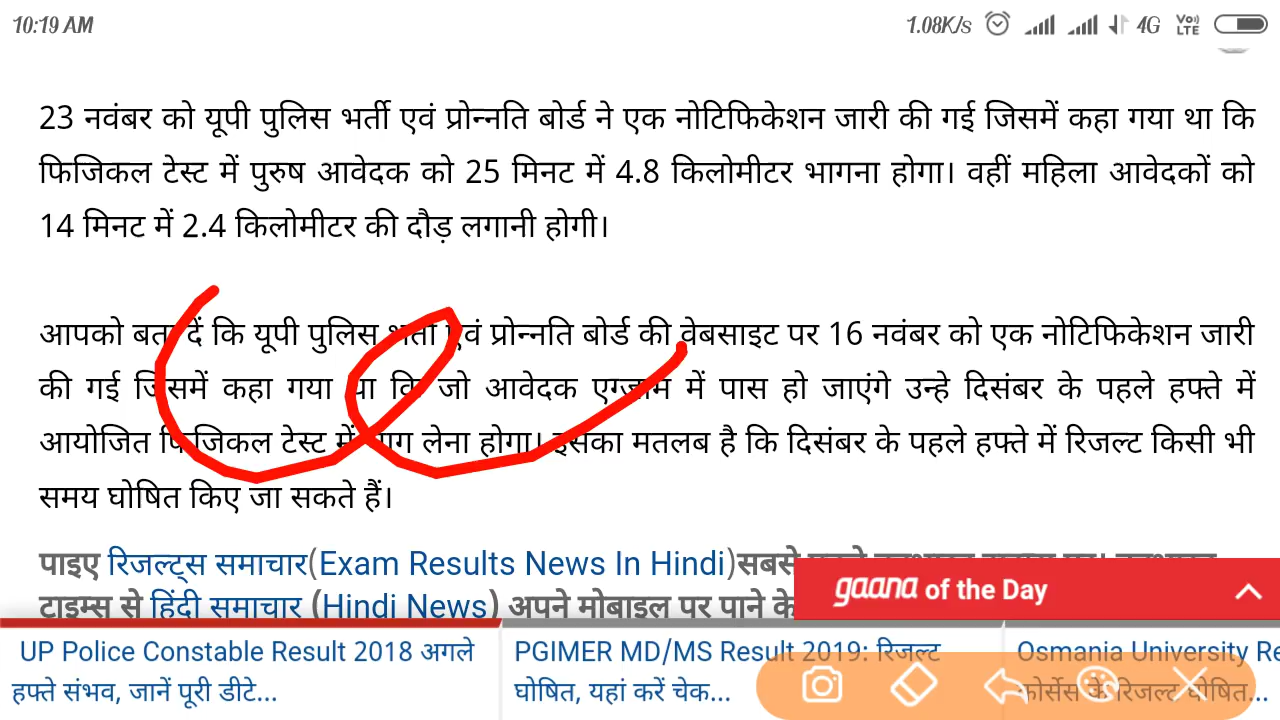 10:19 AM 1.08K/s 4G Vo)) LTE
23 नवंबर को यूपी पुलिस भर्ती एवं प्रोन्नति बोर्ड ने एक नोटिफिकेशन जारी की गई जिसमें कहा गया था कि
फिजिकल टेस्ट में पुरुष आवेदक को 25 मिनट में 4.8 किलोमीटर भागना होगा। वहीं महिला आवेदकों को
14 मिनट में 2.4 किलोमीटर की दौड़ लगानी होगी।
आपको बता दें कि यूपी पुलिस भर्ती एवं प्रोन्नति बोर्ड की वेबसाइट पर 16 नवंबर को एक नोटिफिकेशन जारी
की गई जिसमें कहा गया था कि जो आवेदक एग्जाम में पास हो जाएंगे उन्हे दिसंबर के पहले हफ्ते में
आयोजित फिजिकल टेस्ट में भाग लेना होगा। इसका मतलब है कि दिसंबर के पहले हफ्ते में रिजल्ट किसी भी
समय घोषित किए जा सकते हैं।
पाइए रिजल्ट्स समाचार(Exam Results News In Hindi)सबसे
टाइम्स से हिंदी समाचार (Hindi News) अपने मोबाइल पर पाने के
gaana of the Day
UP Police Constable Result 2018 अगले
हफ्ते संभव, जानें पूरी डीटे...
PGIMER MD/MS Result 2019: रिजल्ट
घोषित, यहां करें चेक...
Osmania University Re
कोर्सेस के रिजल्ट घोषित...